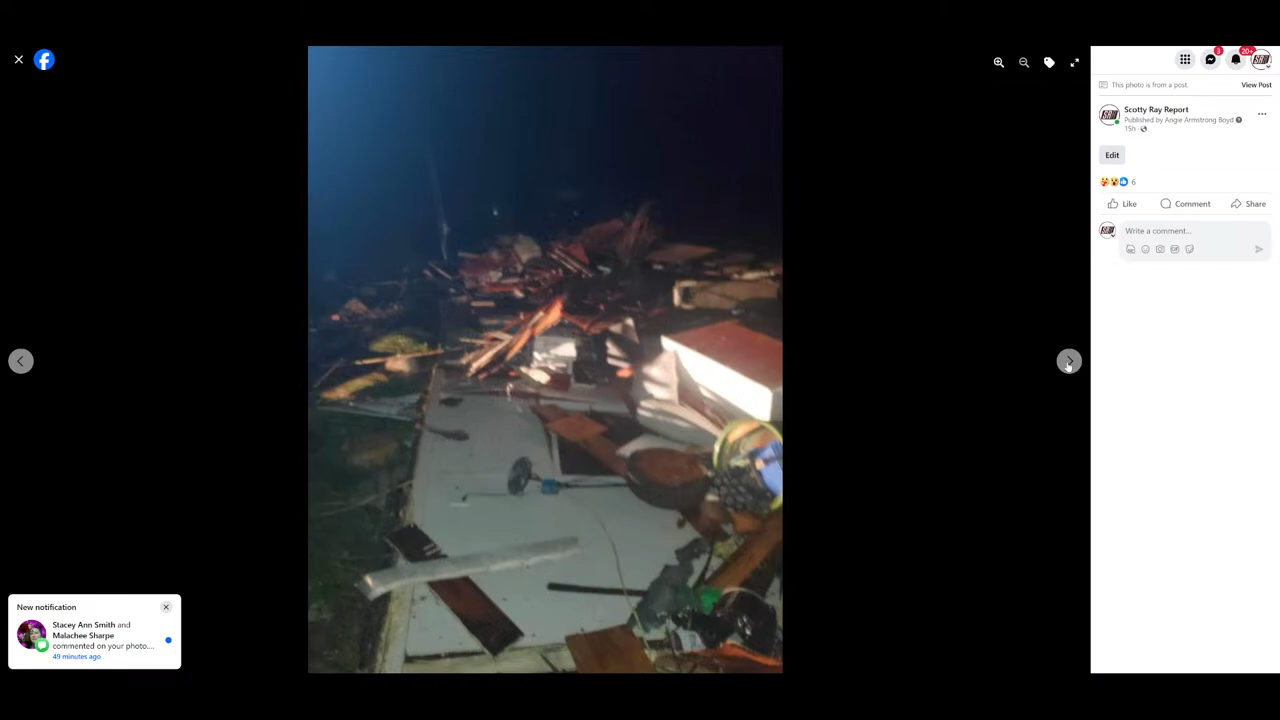 This photo is from a post.
View Post
Scotty Ray Report
Published by Angie Armstrong Boyd
15h ·
Edit
6
Like
Comment
Share
Write a comment...
3
20+
New notification
Stacey Ann Smith and
Malachee Sharpe
commented on your photo....
49 minutes ago